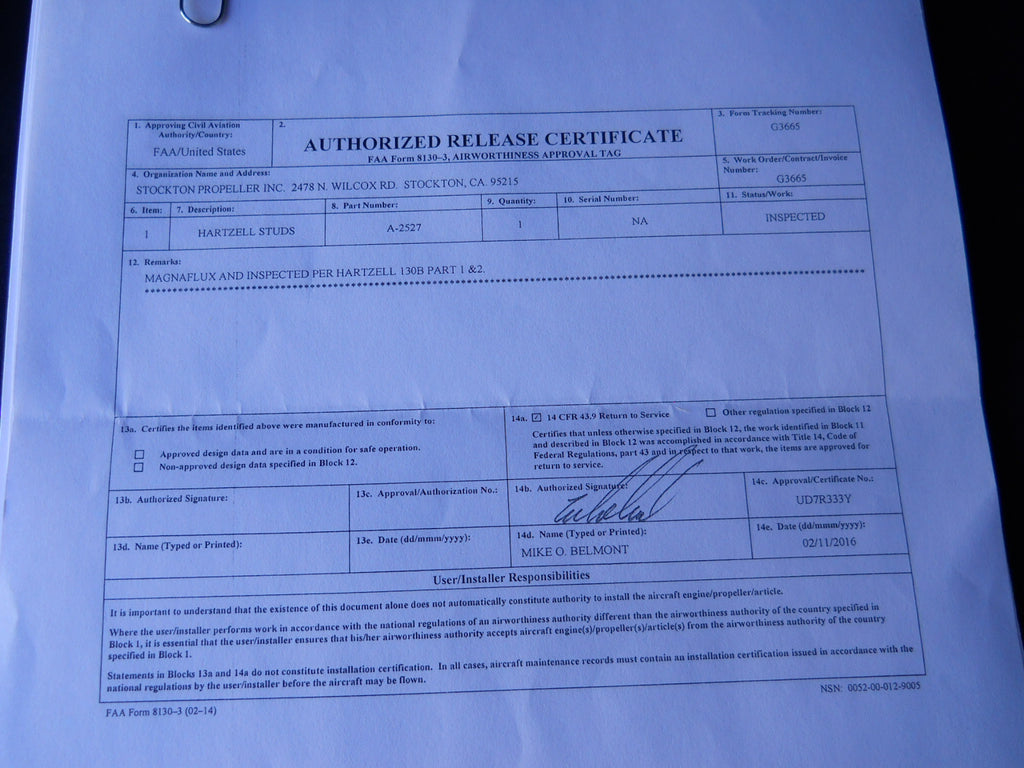 1. Approving Civil Aviation
Authority/Country:
FAA/United States
2.
AUTHORIZED RELEASE CERTIFICATE
FAA Form 8130–3, AIRWORTHINESS APPROVAL TAG
3. Form Tracking Number:
G3665
4. Organization Name and Address:
STOCKTON PROPELLER INC. 2478 N. WILCOX RD. STOCKTON, CA. 95215
5. Work Order/Contract/Invoice
Number:
G3665
6. Item:
7. Description:
8. Part Number:
9. Quantity:
10. Serial Number:
11. Status/Work:
1
HARTZELL STUDS
A-2527
1
NA
INSPECTED
12. Remarks:
MAGNAFLUX AND INSPECTED PER HARTZELL 130B PART 1 &2.
13a. Certifies the items identified above were manufactured in conformity to:
Approved design data and are in a condition for safe operation.
Non-approved design data specified in Block 12.
14a. 14 CFR 43.9 Return to Service
Other regulation specified in Block 12
Certifies that unless otherwise specified in Block 12, the work identified in Block 11
and described in Block 12 was accomplished in accordance with Title 14, Code of
Federal Regulations, part 43 and in respect to that work, the items are approved for
return to service.
13b. Authorized Signature:
13c. Approval/Authorization No.:
14b. Authorized Signature:
14c. Approval/Certificate No.:
UD7R333Y
13d. Name (Typed or Printed):
13e. Date (dd/mmm/yyyy):
14d. Name (Typed or Printed):
MIKE O. BELMONT
14e. Date (dd/mmm/yyyy):
02/11/2016
User/Installer Responsibilities
It is important to understand that the existence of this document alone does not automatically constitute authority to install the aircraft engine/propeller/article.
Where the user/installer performs work in accordance with the national regulations of an airworthiness authority different than the airworthiness authority of the country specified in
Block 1, it is essential that the user/installer ensures that his/her airworthiness authority accepts aircraft engine(s)/propeller(s)/article(s) from the airworthiness authority of the country
specified in Block 1.
Statements in Blocks 13a and 14a do not constitute installation certification. In all cases, aircraft maintenance records must contain an installation certification issued in accordance with the
national regulations by the user/installer before the aircraft may be flown.
FAA Form 8130–3 (02-14)
NSN: 0052-00-012-9005